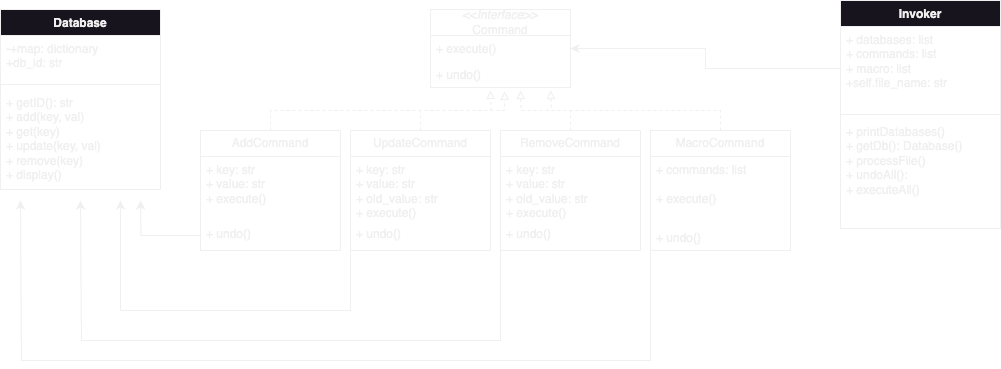 Database
-+map: dictionary
+db_id: str
+ getID(): str
+ add(key, val)
+ get(key)
+ update(key, val)
+ remove(key)
+ display()
<<Interface>>
Command
+ execute()
+ undo()
Invoker
+ databases: list
+ commands: list
+ macro: list
+self.file_name: str
+ printDatabases()
+ getDb(): Database()
+ processFile()
+ undoAll():
+ executeAll()
AddCommand
+ key: str
+ value: str
+ execute()
+ undo()
UpdateCommand
+ key: str
+ value: str
+ old_value: str
+ execute()
+ undo()
RemoveCommand
+ key: str
+ value: str
+ old_value: str
+ execute()
+ undo()
MacroCommand
+ commands: list
+ execute()
+ undo()